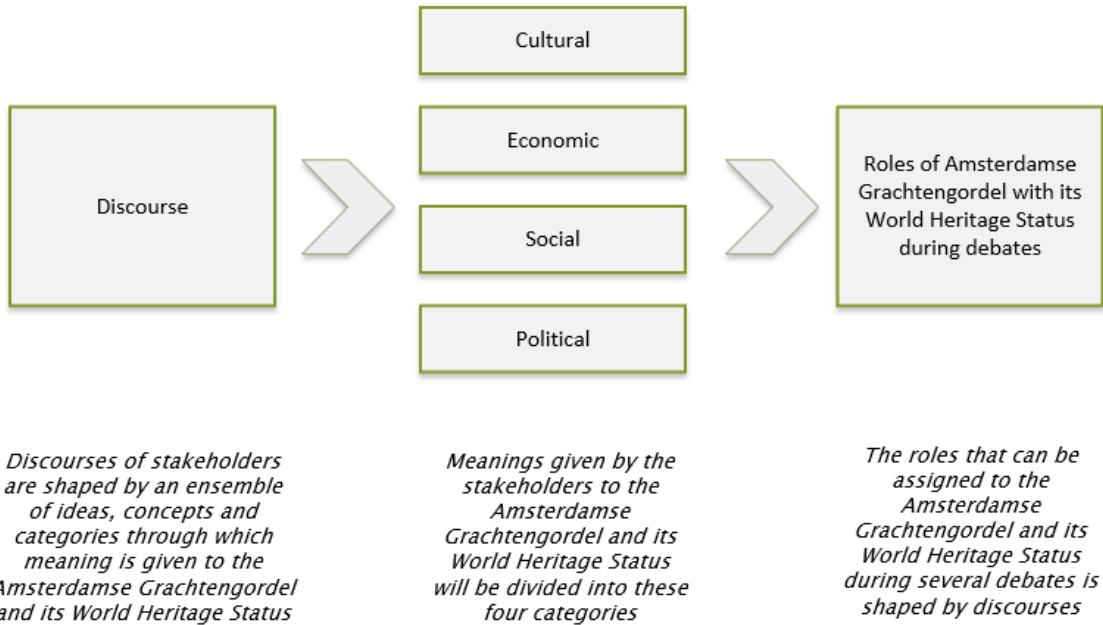 Cultural
Economic
Discourse
Social
Political
Roles of Amsterdamse
Grachtengordel with its
World Heritage Status
during debates
Discourses of stakeholders
are shaped by an ensemble
of ideas, concepts and
categories through which
meaning is given to the
Amsterdamse Grachtengordel
and its World Heritage Status
Meanings given by the
stakeholders to the
Amsterdamse
Grachtengordel and its
World Heritage Status
will be divided into these
four categories
The roles that can be
assigned to the
Amsterdamse
Grachtengordel and its
World Heritage Status
during several debates is
shaped by discourses